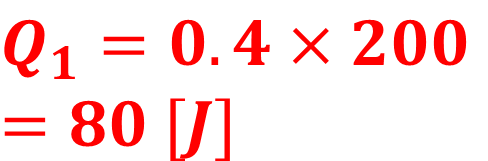 Q₁ = 0.4 × 200
= 80 [J]